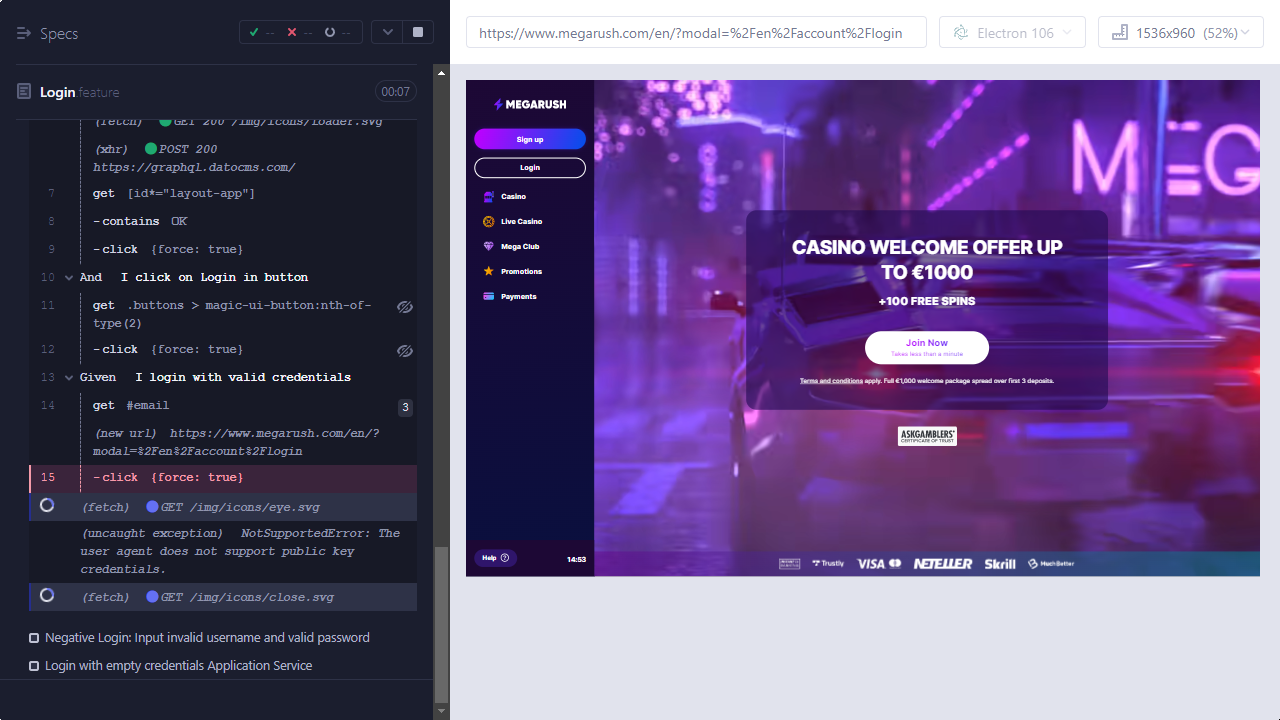 Specs
--
--
--
https://www.megarush.com/en/?modal=%2Fen%2Faccount%2Flogin
Electron 106
1536x960 (52%)
Login.feature
00:07
(fetch) GET 200 /img/icons/loader.svg
(xhr) POST 200
https://graphql.datocms.com/
7 get [id*="layout-app"]
8 -contains OK
9 -click {force: true}
10 And I click on login in button
11 get .buttons > magic-ui-button:nth-of-
type(2)
12 -click {force: true}
13 Given I login with valid credentials
14 get #email 3
(new url) https://www.megarush.com/en/?
modal=%2Fen%2Faccount%2Flogin
15 -click {force: true}
(fetch) GET /img/icons/eye.svg
(uncaught exception) NotSupportedError: The
user agent does not support public key
credentials.
(fetch) GET /img/icons/close.svg
Negative Login: Input invalid username and valid password
Login with empty credentials Application Service
MEGARUSH
Sign up
Login
Casino
Live Casino
Mega Club
Promotions
Payments
Help
14:53
MEG
CASINO WELCOME OFFER UP
TO €1000
+100 FREE SPINS
Join Now
Takes less than a minute
Terms and conditions apply. Full €1,000 welcome package spread over first 3 deposits.
ASKGAMBLERS
CERTIFICATE OF TRUST
Trustly
VISA
NETELLER
Skrill
MuchBetter